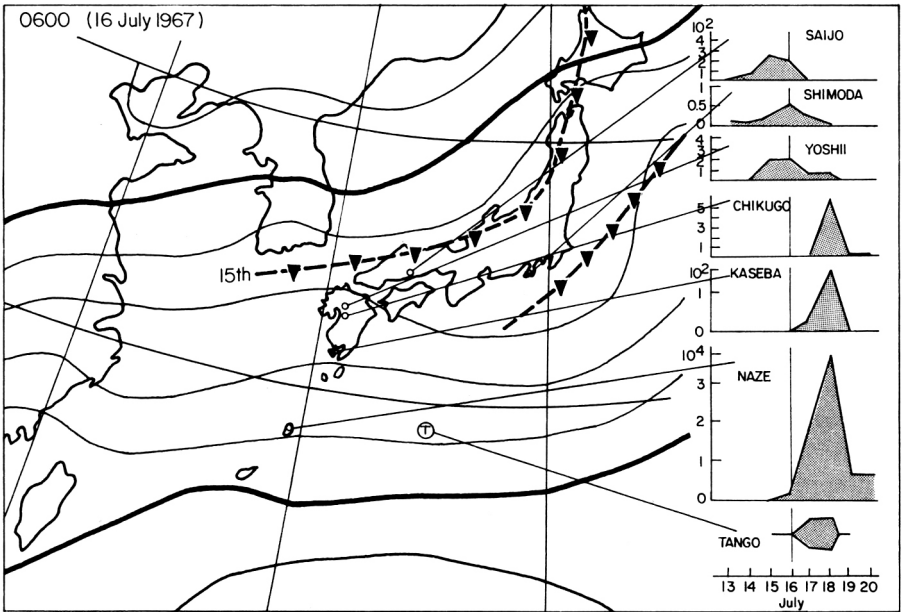 0600 (16 July 1967)
15th
T
10²
4
3
2
1
SAIJO
1
0.5
0
SHIMODA
4
3
2
1
YOSHII
5
3
1
CHIKUGO
10²
1
0
KASEBA
10⁴
3
2
1
0
NAZE
TANGO
13 14 15 16 17 18 19 20
July